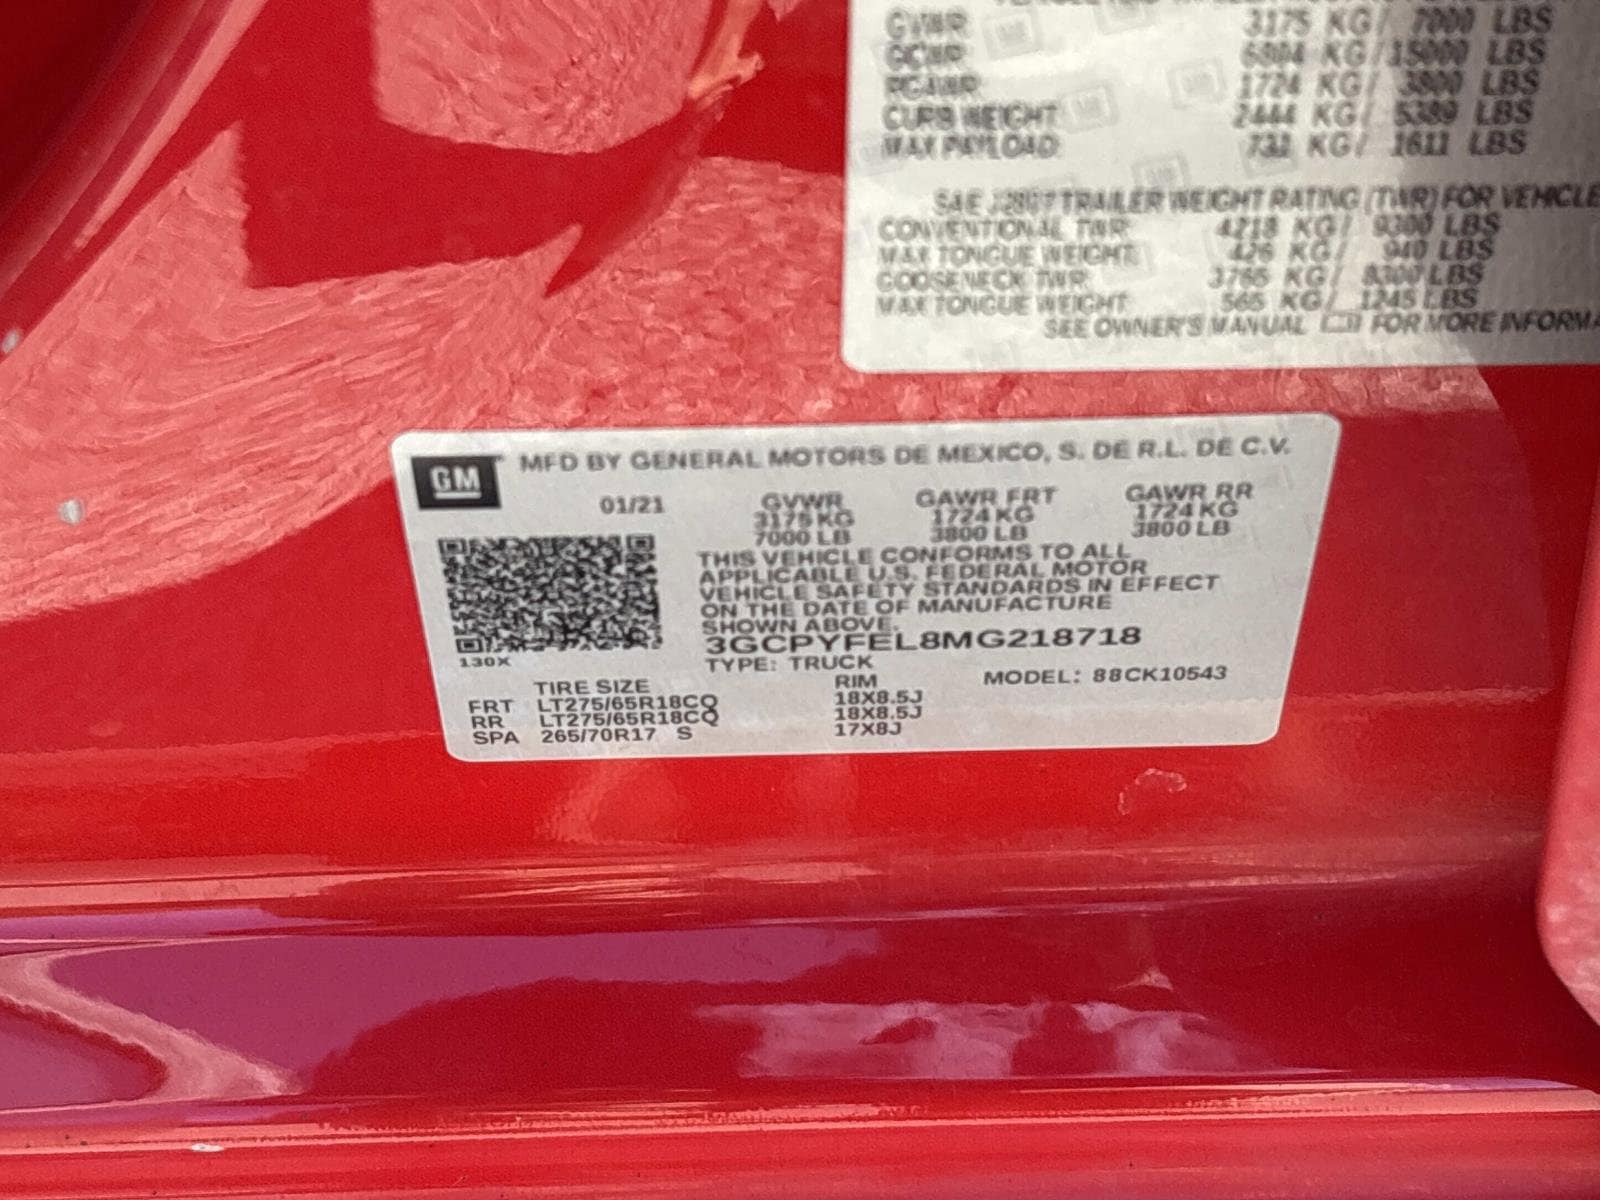 GVWR 3175 KG/ 7000 LBS
GCWR 6804 KG/15000 LBS
RGAWR 1724 KG/ 3800 LBS
CURB WEIGHT 2444 KG/ 5389 LBS
MAX PAYLOAD 731 KG/ 1611 LBS
SAE J2807 TRAILER WEIGHT RATING (TWR) FOR VEHICLE
CONVENTIONAL TWR 4218 KG/ 9300 LBS
MAX TONGUE WEIGHT 426 KG/ 940 LBS
GOOSENECK TWR 3765 KG/ 8300 LBS
MAX TONGUE WEIGHT 565 KG/ 1245 LBS
SEE OWNER'S MANUAL FOR MORE INFORMA
GM MFD BY GENERAL MOTORS DE MEXICO, S. DE R.L. DE C.V.
01/21 GVWR GAWR FRT GAWR RR
3175 KG 1724 KG 1724 KG
7000 LB 3800 LB 3800 LB
THIS VEHICLE CONFORMS TO ALL
APPLICABLE U.S. FEDERAL MOTOR
VEHICLE SAFETY STANDARDS IN EFFECT
ON THE DATE OF MANUFACTURE
SHOWN ABOVE.
3GCPYFEL8MG218718
130X TYPE: TRUCK MODEL: 88CK10543
TIRE SIZE RIM
FRT LT275/65R18CQ 18X8.5J
RR LT275/65R18CQ 18X8.5J
SPA 265/70R17 S 17X8J